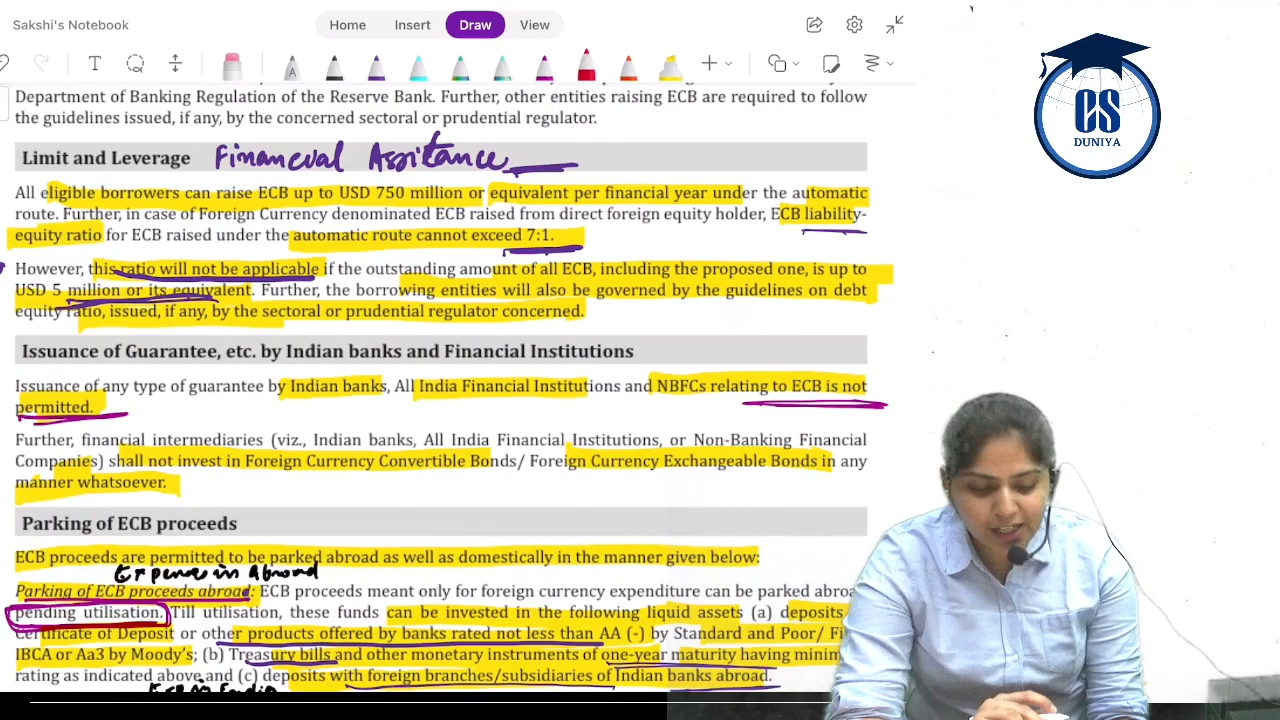 Sakshi's Notebook
Home Insert Draw View
T
A
CS
DUNIYA
Department of Banking Regulation of the Reserve Bank. Further, other entities raising ECB are required to follow
the guidelines issued, if any, by the concerned sectoral or prudential regulator.
Limit and Leverage Financval Assitance
All eligible borrowers can raise ECB up to USD 750 million or equivalent per financial year under the automatic
route. Further, in case of Foreign Currency denominated ECB raised from direct foreign equity holder, ECB liability-
equity ratio for ECB raised under the automatic route cannot exceed 7:1.
However, this ratio will not be applicable if the outstanding amount of all ECB, including the proposed one, is up to
USD 5 million or its equivalent. Further, the borrowing entities will also be governed by the guidelines on debt
equity ratio, issued, if any, by the sectoral or prudential regulator concerned.
Issuance of Guarantee, etc. by Indian banks and Financial Institutions
Issuance of any type of guarantee by Indian banks, All India Financial Institutions and NBFCs relating to ECB is not
permitted.
Further, financial intermediaries (viz., Indian banks, All India Financial Institutions, or Non-Banking Financial
Companies) shall not invest in Foreign Currency Convertible Bonds/ Foreign Currency Exchangeable Bonds in any
manner whatsoever.
Parking of ECB proceeds
ECB proceeds are permitted to be parked abroad as well as domestically in the manner given below:
Expenses in Abroad
Parking of ECB proceeds abroad: ECB proceeds meant only for foreign currency expenditure can be parked abroa
pending utilisation. Till utilisation, these funds can be invested in the following liquid assets (a) deposits
Certificate of Deposit or other products offered by banks rated not less than AA (-) by Standard and Poor/ Fi
IBCA or Aa3 by Moody's; (b) Treasury bills and other monetary instruments of one-year maturity having minim
rating as indicated above and (c) deposits with foreign branches/subsidiaries of Indian banks abroad.